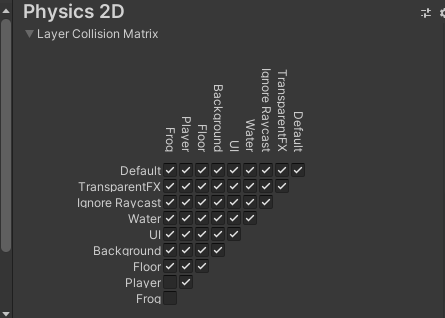 Physics 2D
Layer Collision Matrix
Frog
Player
Floor
Background
UI
Water
Ignore Raycast
TransparentFX
Default
Default
TransparentFX
Ignore Raycast
Water
UI
Background
Floor
Player
Frog